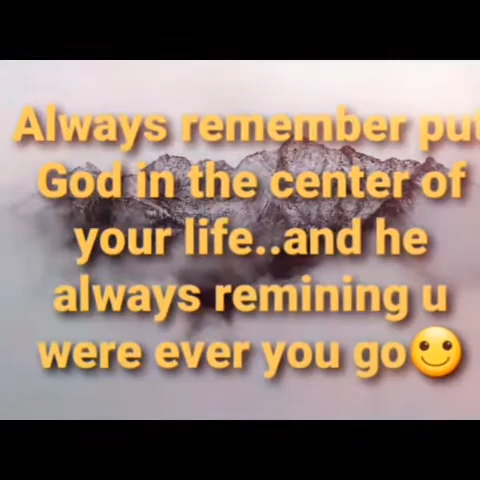 Always remember put
God in the center of
your life..and he
always remining u
were ever you go🙂